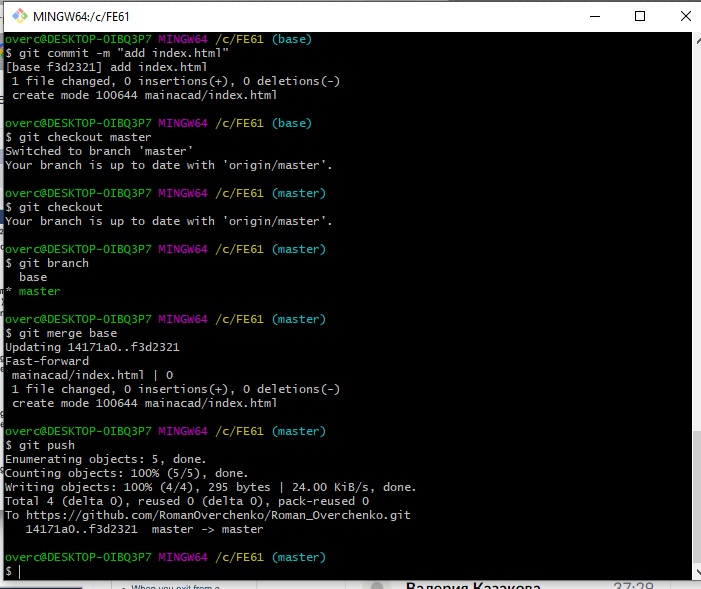 MINGW64:/c/FE61
overc@DESKTOP-OIBQ3P7 MINGW64 /c/FE61 (base)
$ git commit -m "add index.html"
[base f3d2321] add index.html
 1 file changed, 0 insertions(+), 0 deletions(-)
 create mode 100644 mainacad/index.html
overc@DESKTOP-OIBQ3P7 MINGW64 /c/FE61 (base)
$ git checkout master
Switched to branch 'master'
Your branch is up to date with 'origin/master'.
overc@DESKTOP-OIBQ3P7 MINGW64 /c/FE61 (master)
$ git checkout
Your branch is up to date with 'origin/master'.
overc@DESKTOP-OIBQ3P7 MINGW64 /c/FE61 (master)
$ git branch
  base
* master
overc@DESKTOP-OIBQ3P7 MINGW64 /c/FE61 (master)
$ git merge base
Updating 14171a0..f3d2321
Fast-forward
 mainacad/index.html | 0
 1 file changed, 0 insertions(+), 0 deletions(-)
 create mode 100644 mainacad/index.html
overc@DESKTOP-OIBQ3P7 MINGW64 /c/FE61 (master)
$ git push
Enumerating objects: 5, done.
Counting objects: 100% (5/5), done.
Writing objects: 100% (4/4), 295 bytes | 24.00 KiB/s, done.
Total 4 (delta 0), reused 0 (delta 0), pack-reused 0
To https://github.com/RomanOverchenko/Roman_Overchenko.git
   14171a0..f3d2321  master -> master
overc@DESKTOP-OIBQ3P7 MINGW64 /c/FE61 (master)
$
When you exit from a
Валерия Казакова
37:29